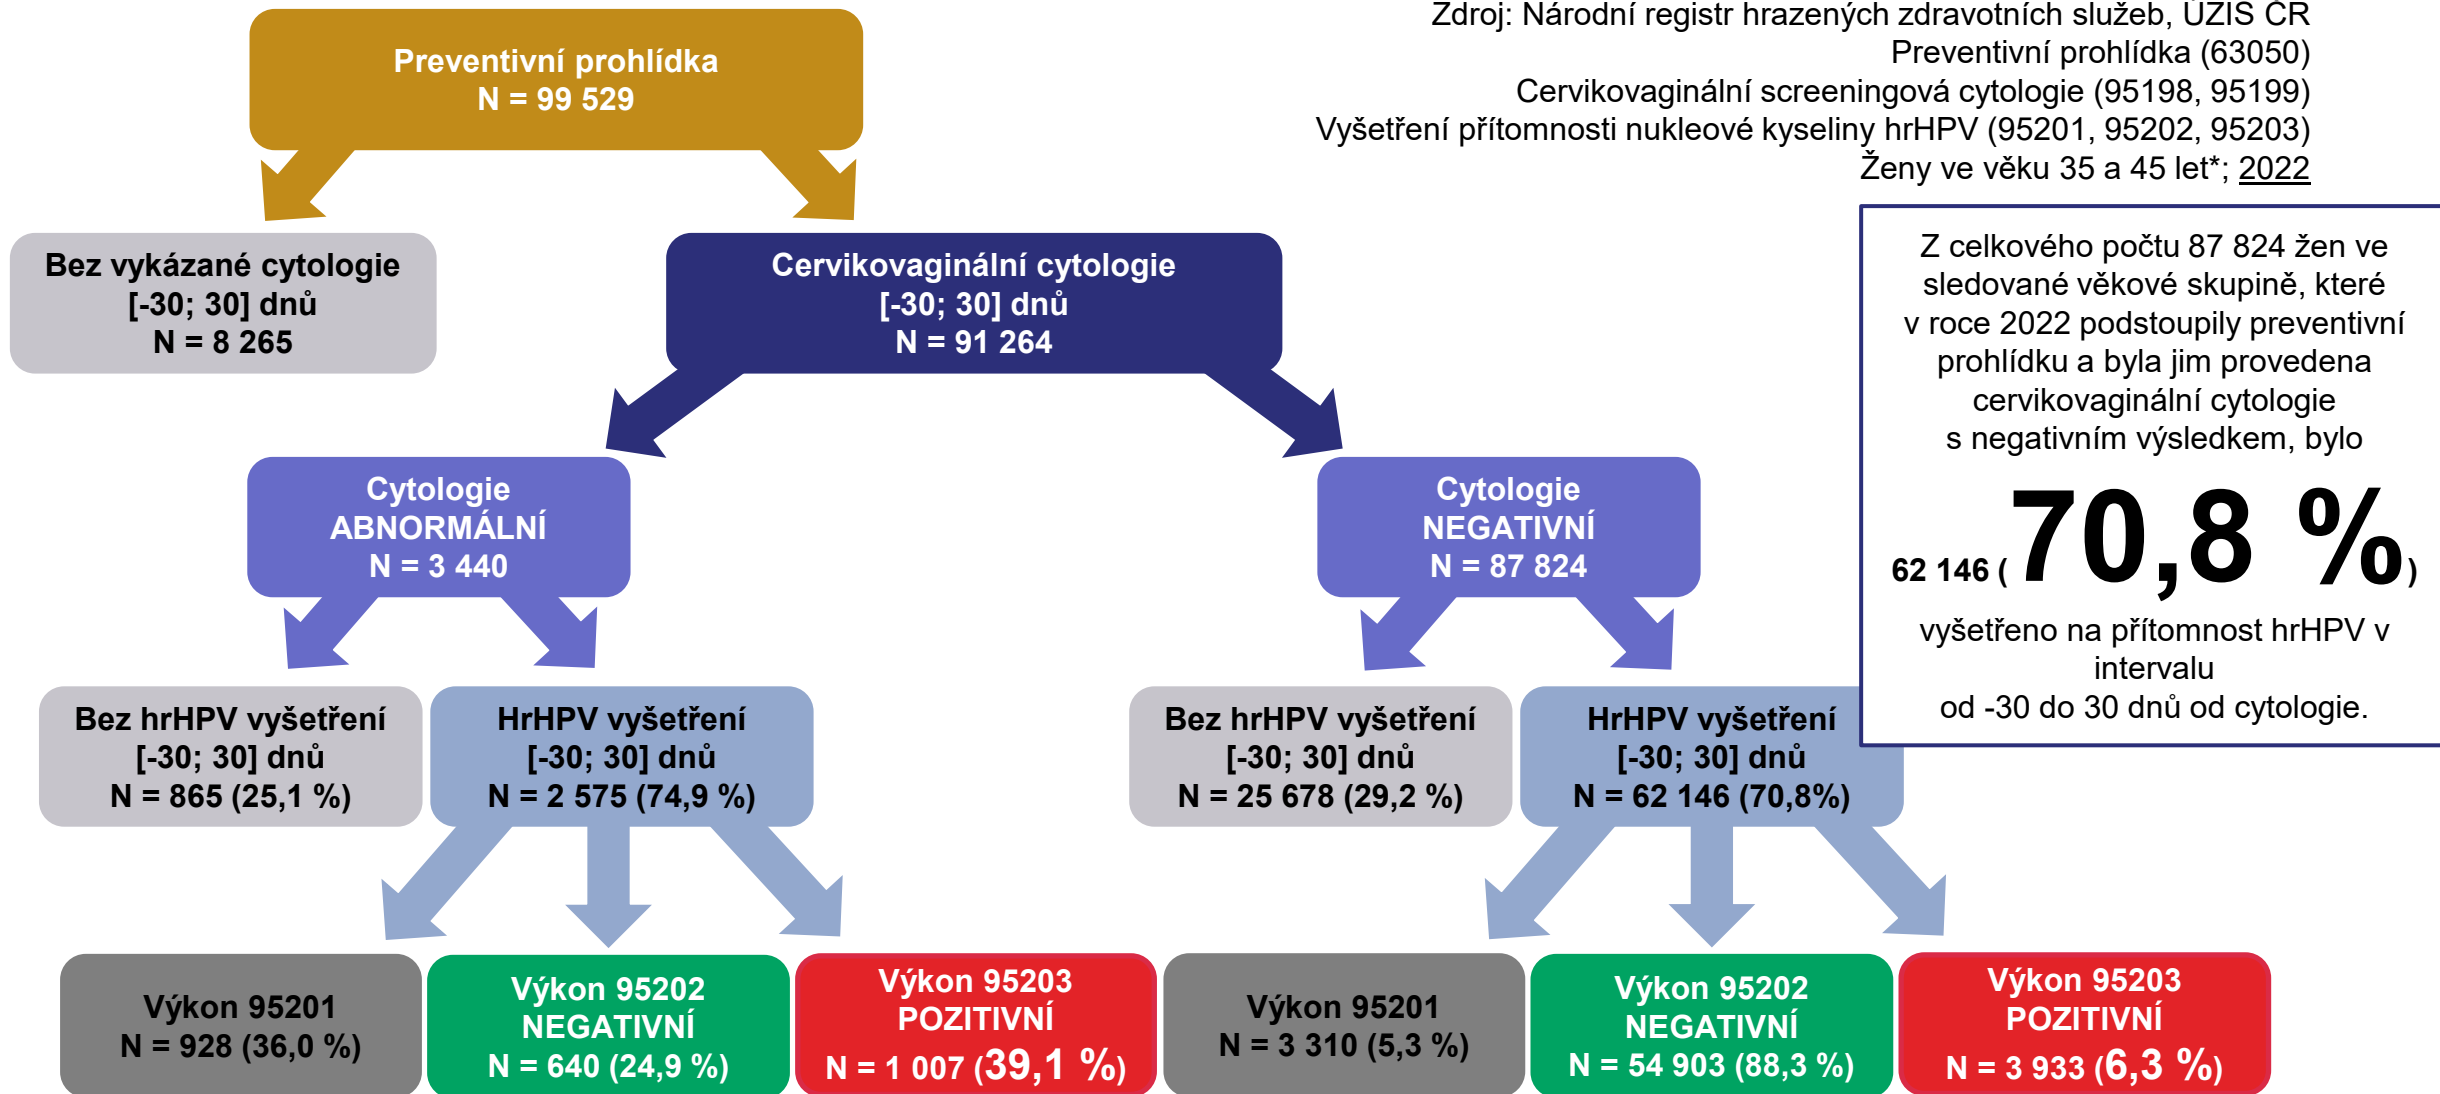 Zdroj: Národní registr hrazených zdravotních služeb, ÚZIS ČR
Preventivní prohlídka (63050)
Cervikovaginální screeningová cytologie (95198, 95199)
Vyšetření přítomnosti nukleové kyseliny hrHPV (95201, 95202, 95203)
Ženy ve věku 35 a 45 let*; 2022
Preventivní prohlídka
N = 99 529
Bez vykázané cytologie
[-30; 30] dnů
N = 8 265
Cervikovaginální cytologie
[-30; 30] dnů
N = 91 264
Z celkového počtu 87 824 žen ve
sledované věkové skupině, které
v roce 2022 podstoupily preventivní
prohlídku a byla jim provedena
cervikovaginální cytologie
s negativním výsledkem, bylo
62 146 (70,8 %)
vyšetřeno na přítomnost hrHPV v
intervalu
od -30 do 30 dnů od cytologie.
Cytologie
ABNORMÁLNÍ
N = 3 440
Cytologie
NEGATIVNÍ
N = 87 824
Bez hrHPV vyšetření
[-30; 30] dnů
N = 865 (25,1 %)
HrHPV vyšetření
[-30; 30] dnů
N = 2 575 (74,9 %)
Bez hrHPV vyšetření
[-30; 30] dnů
N = 25 678 (29,2 %)
HrHPV vyšetření
[-30; 30] dnů
N = 62 146 (70,8%)
Výkon 95201
N = 928 (36,0 %)
Výkon 95202
NEGATIVNÍ
N = 640 (24,9 %)
Výkon 95203
POZITIVNÍ
N = 1 007 (39,1 %)
Výkon 95201
N = 3 310 (5,3 %)
Výkon 95202
NEGATIVNÍ
N = 54 903 (88,3 %)
Výkon 95203
POZITIVNÍ
N = 3 933 (6,3 %)